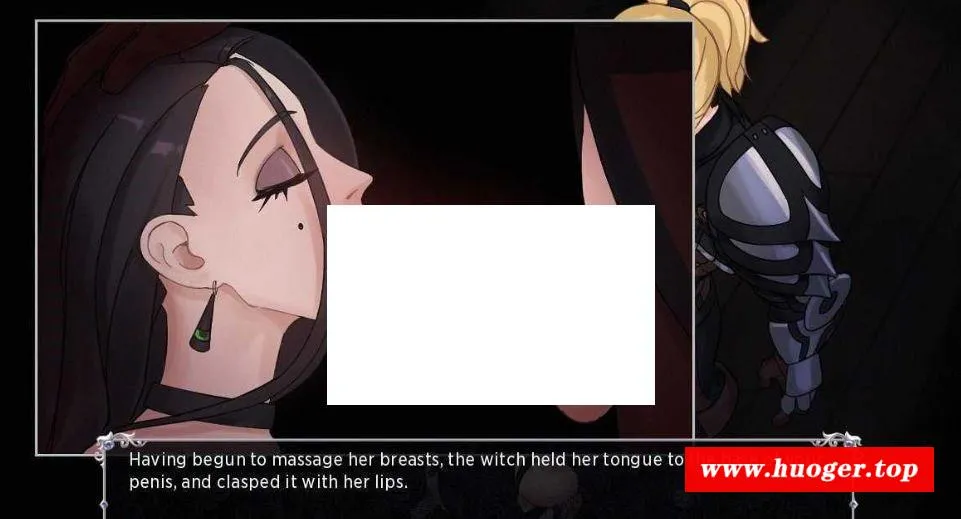 Having begun to massage her breasts, the witch held her tongue to
penis, and clasped it with her lips.
www.huoger.top